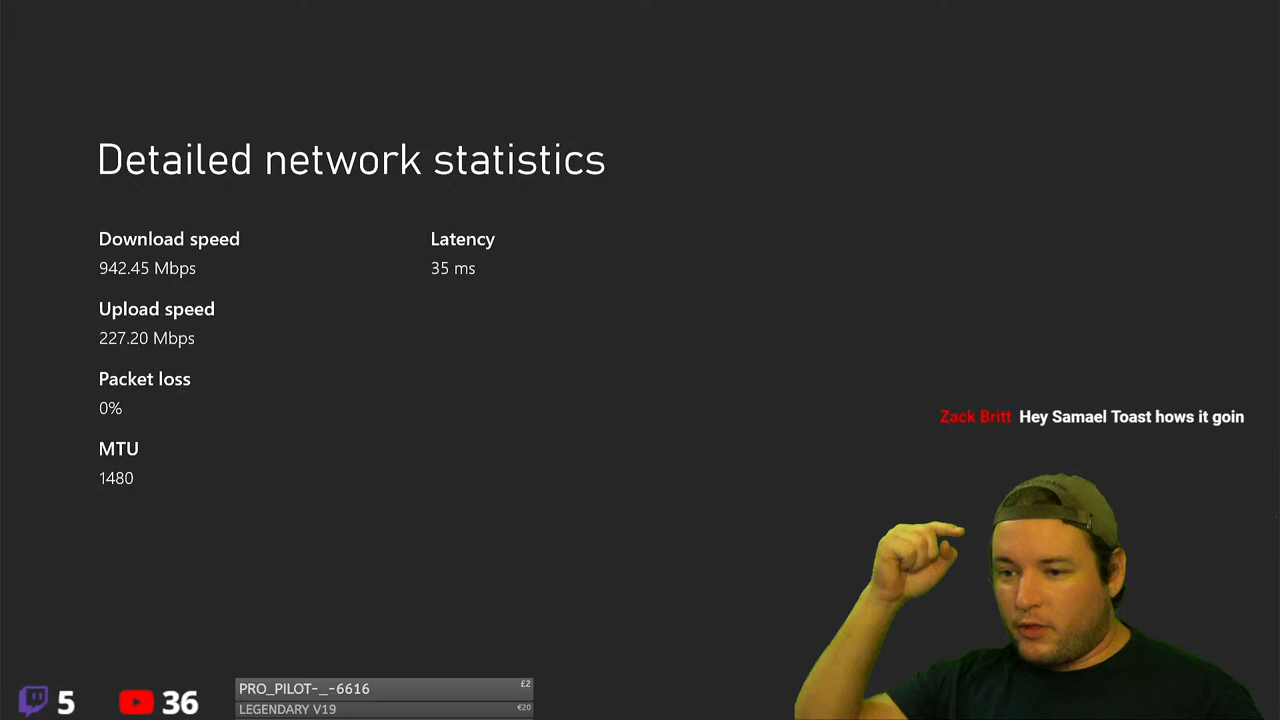 Detailed network statistics
Download speed
942.45 Mbps
Latency
35 ms
Upload speed
227.20 Mbps
Packet loss
0%
MTU
1480
Zack Britt Hey Samael Toast hows it goin
5
36
PRO_PILOT-_-6616 £2
LEGENDARY V19 €20